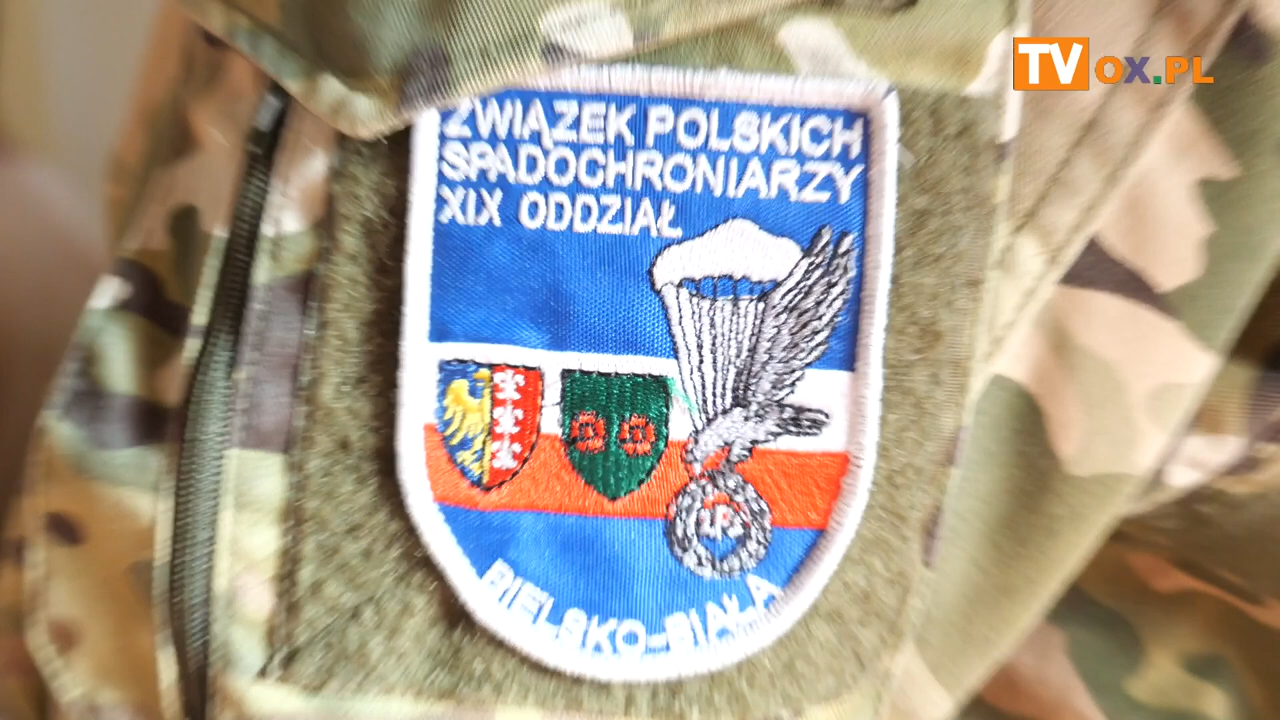 TVOX.PL
ZWIĄZEK POLSKICH
SPADOCHRONIARZY
XIX ODDZIAŁ
BIELSKO-BIAŁA